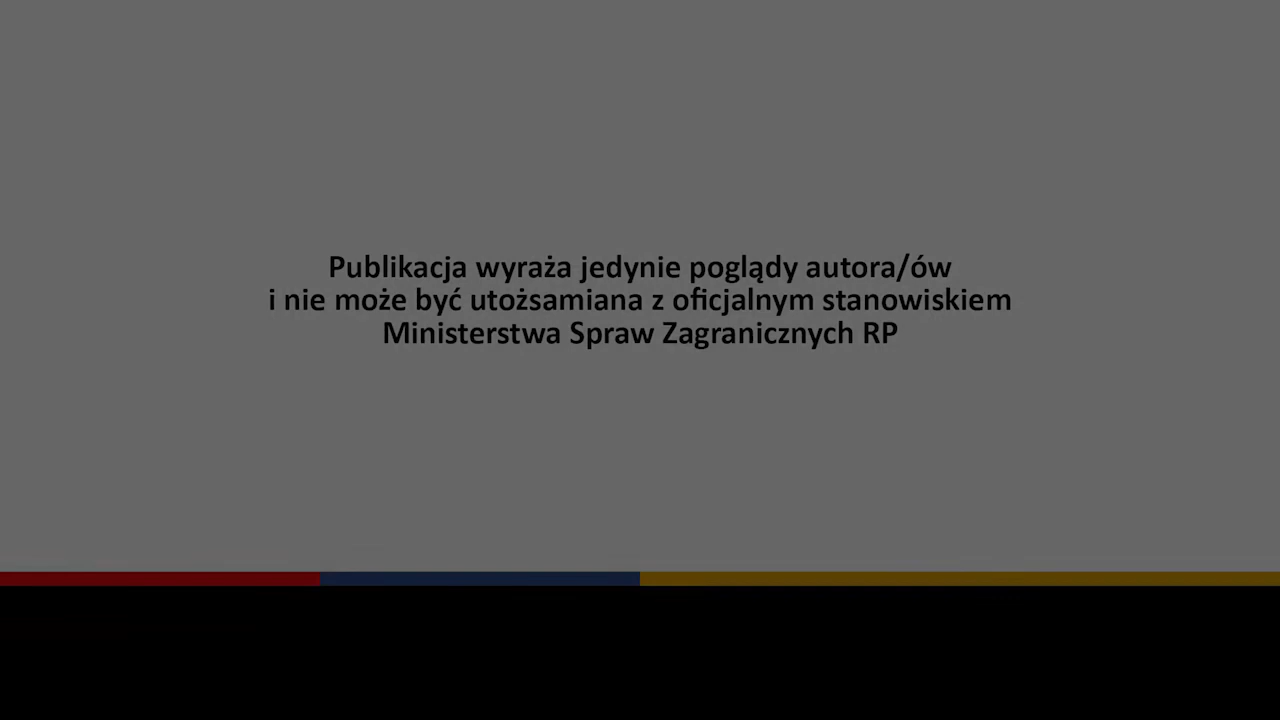 Publikacja wyraża jedynie poglądy autora/ów
i nie może być utożsamiana z oficjalnym stanowiskiem
Ministerstwa Spraw Zagranicznych RP